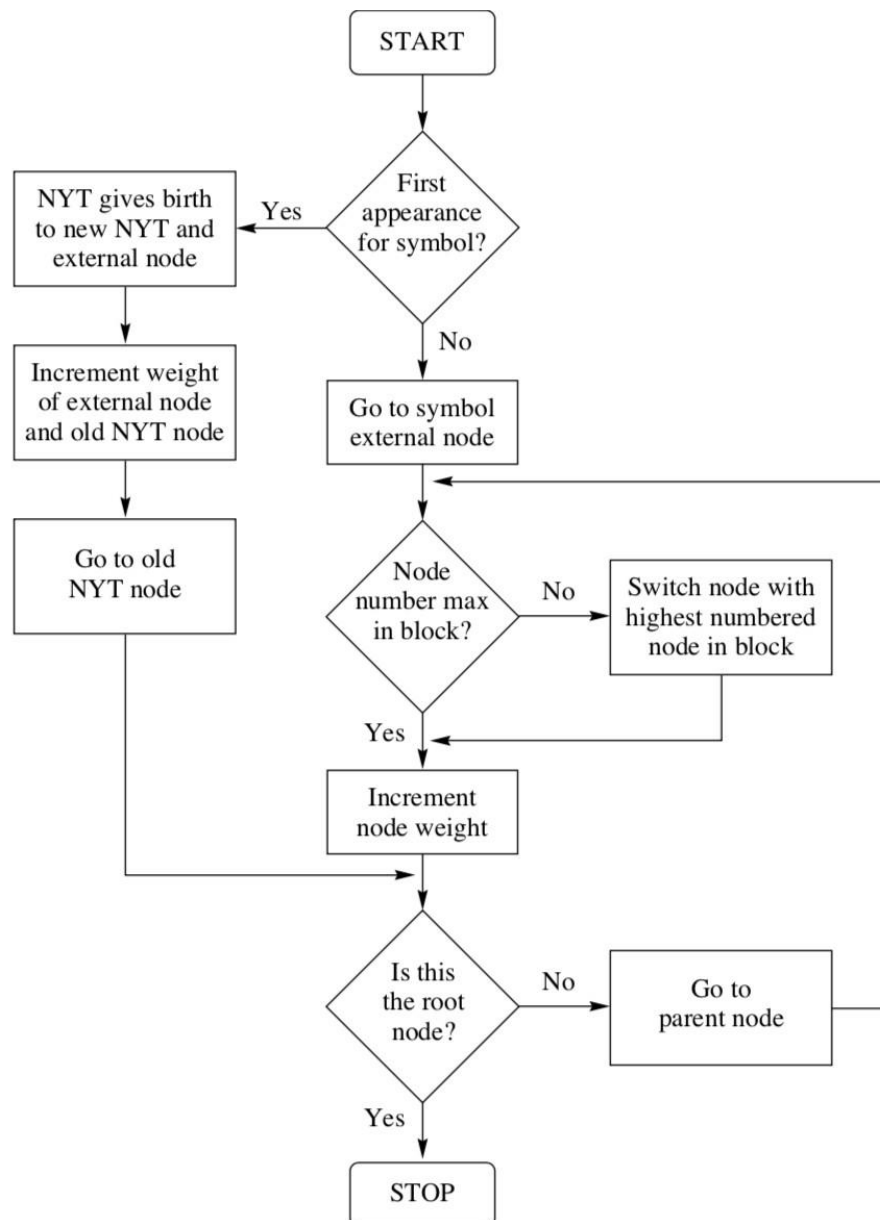 START
First
appearance
for symbol?
Yes
NYT gives birth
to new NYT and
external node
No
Increment weight
of external node
and old NYT node
Go to symbol
external node
Go to old
NYT node
Node
number max
in block?
No
Switch node with
highest numbered
node in block
Yes
Increment
node weight
Is this
the root
node?
No
Go to
parent node
Yes
STOP